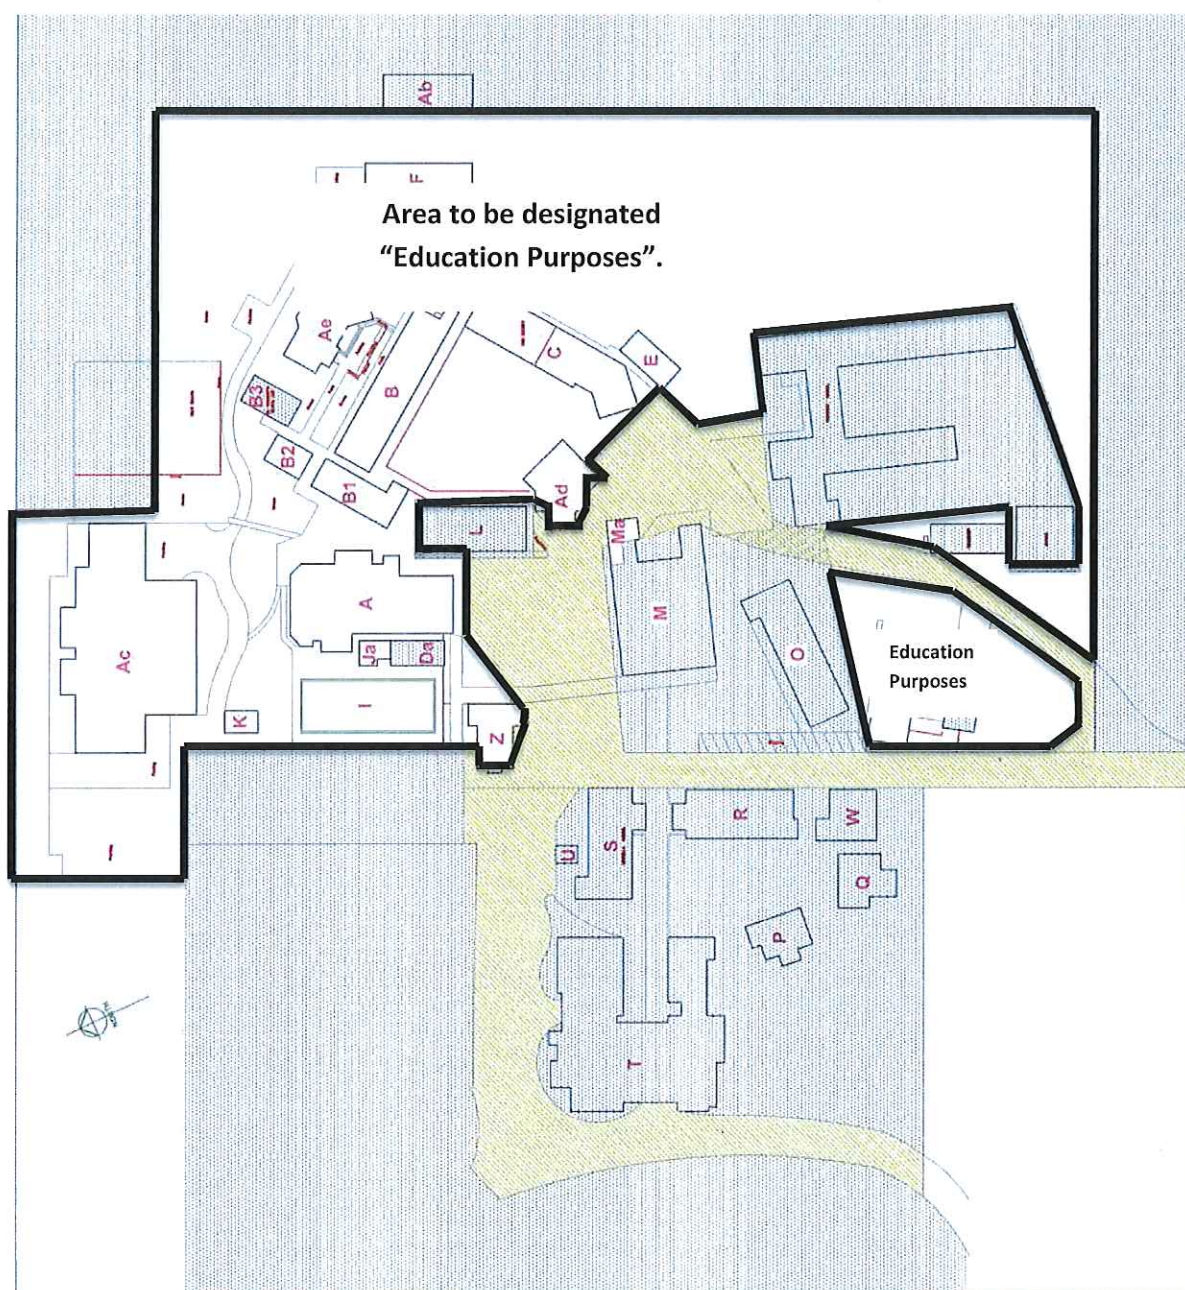 Ab
F
Area to be designated
“Education Purposes”.
Ae
B3
B
C
E
B2
B1
Ad
L
Ma
A
M
Ac
Ja
Da
O
Education
Purposes
I
K
Z
J
R
W
U
S
Q
P
T